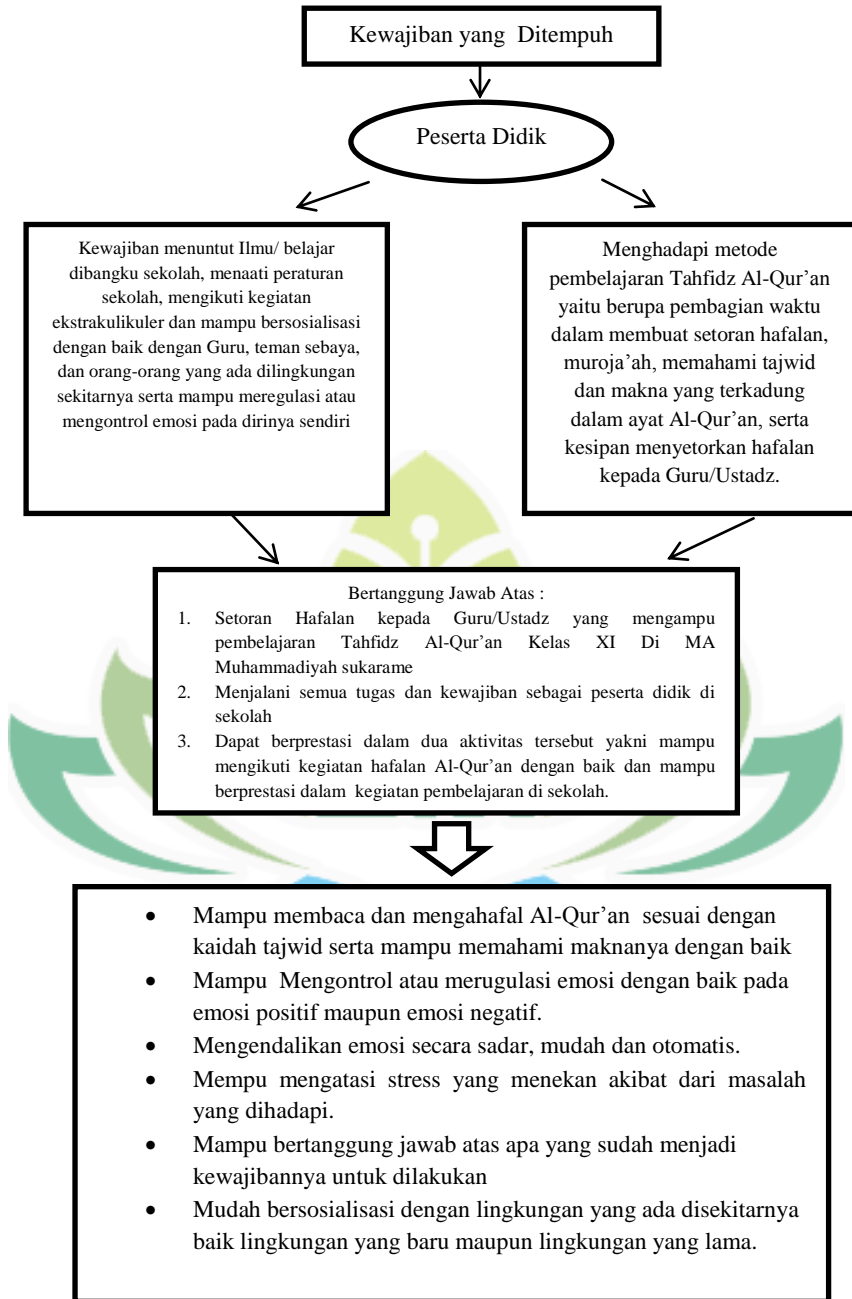 Kewajiban yang Ditempuh
Peserta Didik
Kewajiban menuntut Ilmu/ belajar
dibangku sekolah, menaati peraturan
sekolah, mengikuti kegiatan
ekstrakulikuler dan mampu bersosialisasi
dengan baik dengan Guru, teman sebaya,
dan orang-orang yang ada dilingkungan
sekitarnya serta mampu meregulasi atau
mengontrol emosi pada dirinya sendiri
Menghadapi metode
pembelajaran Tahfidz Al-Qur’an
yaitu berupa pembagian waktu
dalam membuat setoran hafalan,
muroja’ah, memahami tajwid
dan makna yang terkadung
dalam ayat Al-Qur’an, serta
kesipan menyetorkan hafalan
kepada Guru/Ustadz.
Bertanggung Jawab Atas :
1. Setoran Hafalan kepada Guru/Ustadz yang mengampu
pembelajaran Tahfidz Al-Qur’an Kelas XI Di MA
Muhammadiyah sukarame
2. Menjalani semua tugas dan kewajiban sebagai peserta didik di
sekolah
3. Dapat berprestasi dalam dua aktivitas tersebut yakni mampu
mengikuti kegiatan hafalan Al-Qur’an dengan baik dan mampu
berprestasi dalam kegiatan pembelajaran di sekolah.
• Mampu membaca dan mengahafal Al-Qur’an sesuai dengan
kaidah tajwid serta mampu memahami maknanya dengan baik
• Mampu Mengontrol atau merugulasi emosi dengan baik pada
emosi positif maupun emosi negatif.
• Mengendalikan emosi secara sadar, mudah dan otomatis.
• Mempu mengatasi stress yang menekan akibat dari masalah
yang dihadapi.
• Mampu bertanggung jawab atas apa yang sudah menjadi
kewajibannya untuk dilakukan
• Mudah bersosialisasi dengan lingkungan yang ada disekitarnya
baik lingkungan yang baru maupun lingkungan yang lama.